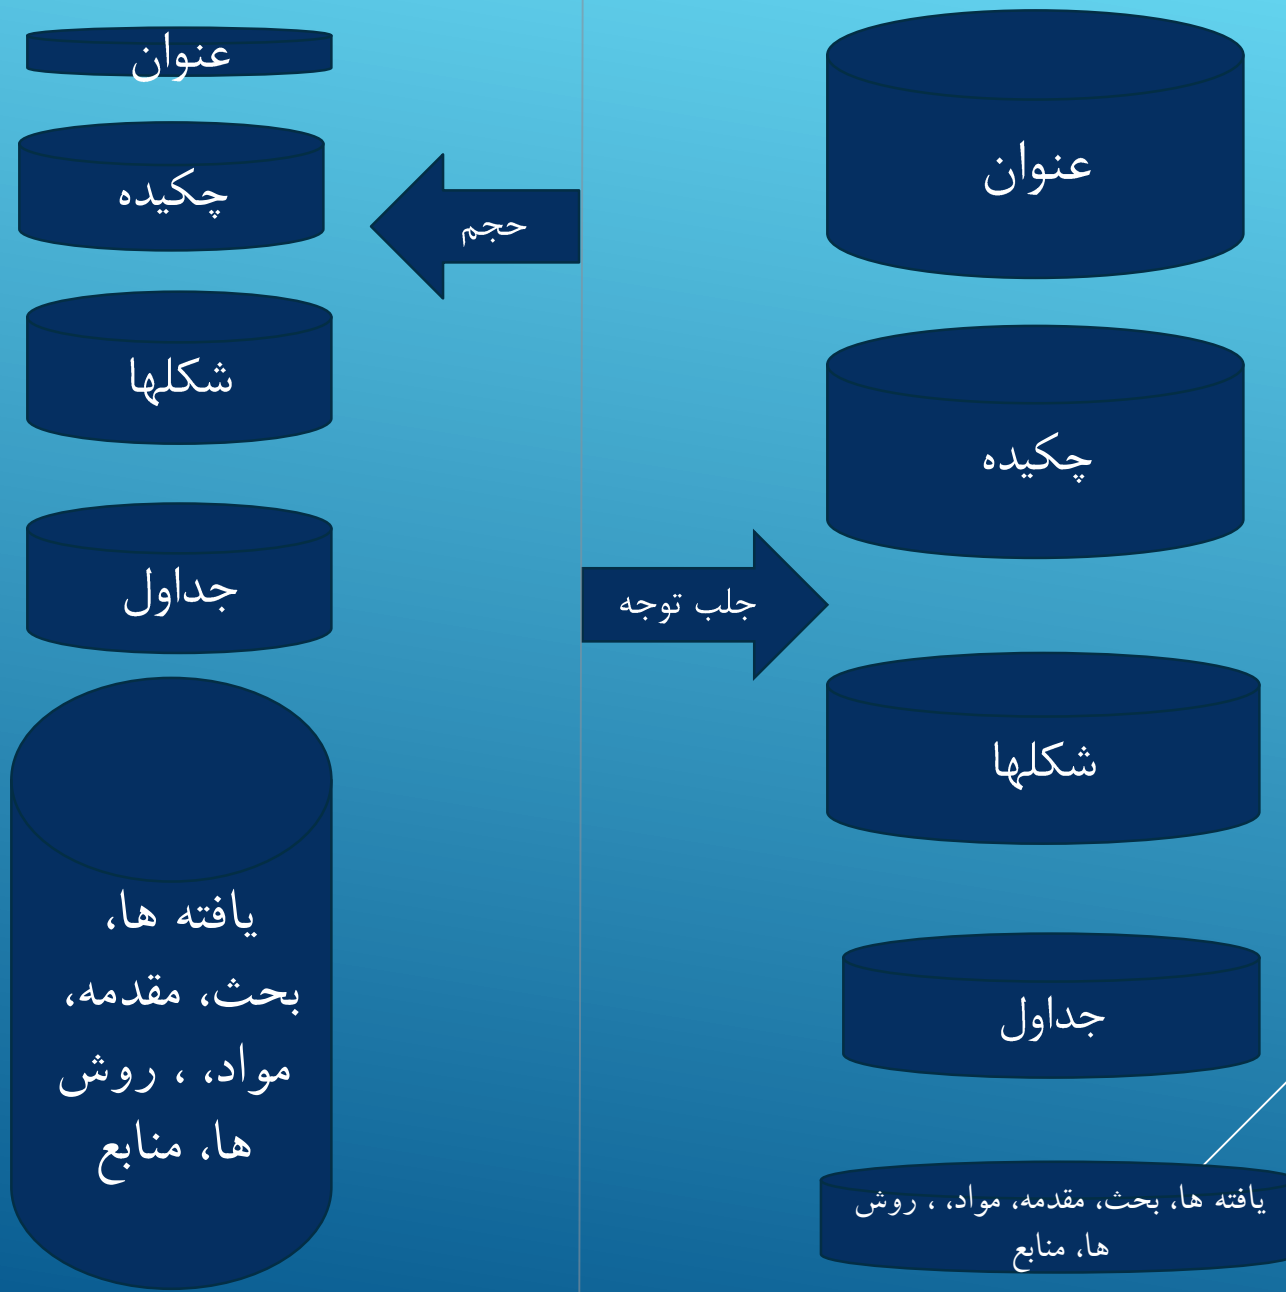 عنوان
چکیده
شکلها
جداول
یافته ها، بحث، مقدمه، مواد، ، روش
ها، منابع
جلب توجه
حجم
عنوان
چکیده
شکلها
جداول
یافته ها،
بحث، مقدمه،
مواد، ، روش
ها، منابع